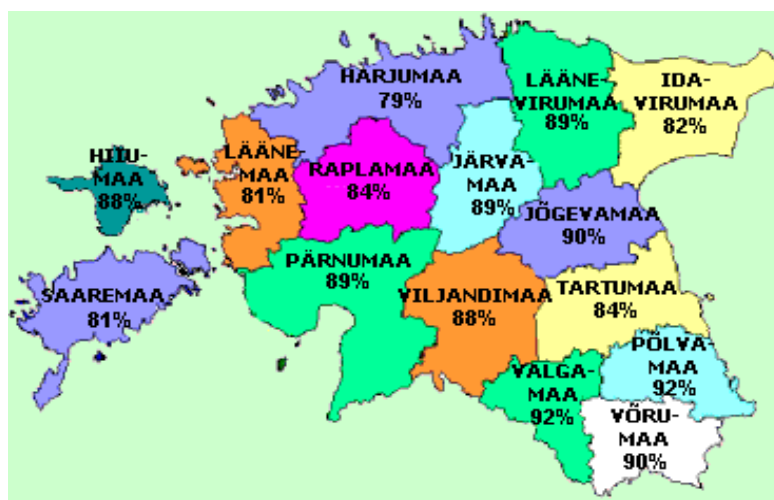 HARJUMAA
79%
LÄÄNE-
VIRUMAA
89%
IDA-
VIRUMAA
82%
HIIU-
MAA
88%
LÄÄNE-
MAA
81%
RAPLAMAA
84%
JÄRVA-
MAA
89%
JÕGEVAMAA
90%
SAAREMAA
81%
PÄRNUMAA
89%
VILJANDIMAA
88%
TARTUMAA
84%
PÕLVA-
MAA
92%
VALGA-
MAA
92%
VÕRU-
MAA
90%